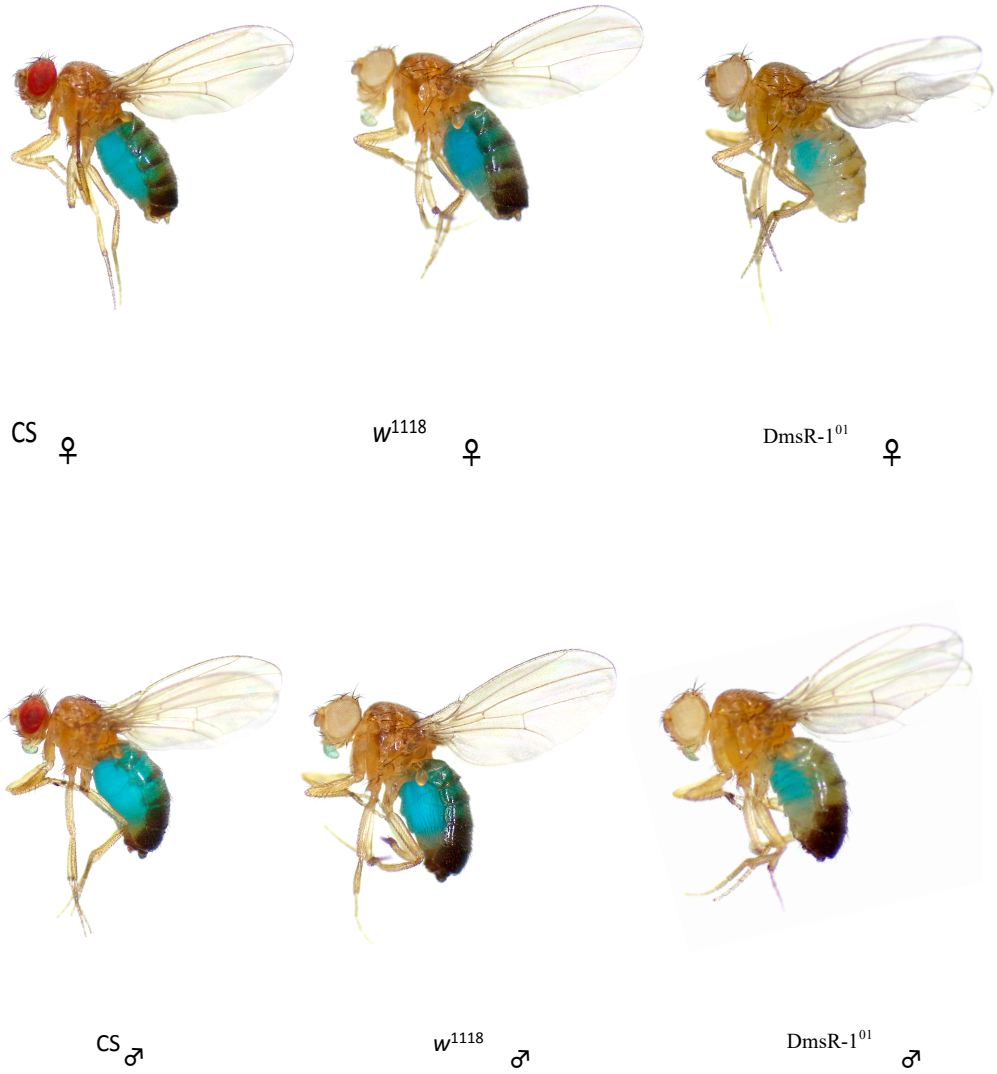 CS ♀
w¹¹¹⁸ ♀
DmsR-1⁰¹ ♀
CS ♂
w¹¹¹⁸ ♂
DmsR-1⁰¹ ♂